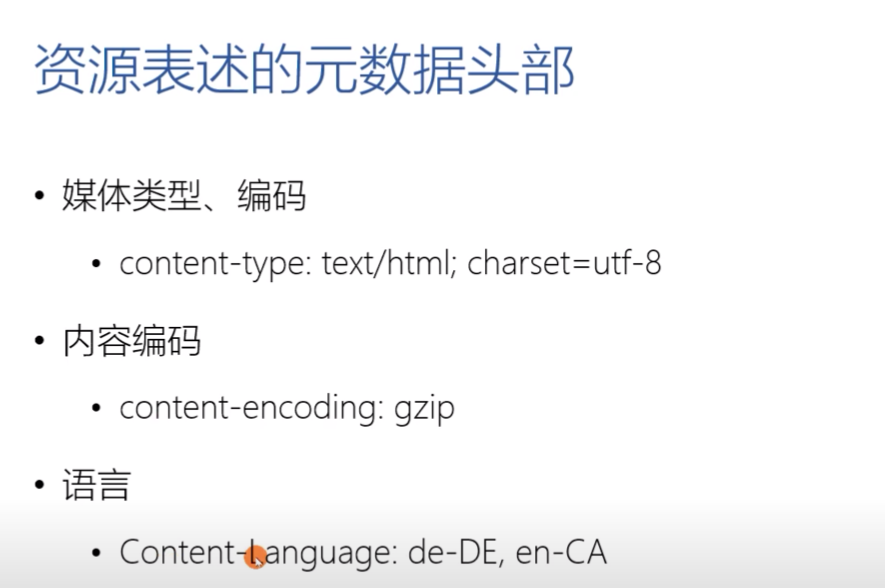 资源表述的元数据头部
• 媒体类型、编码
• content-type: text/html; charset=utf-8
• 内容编码
• content-encoding: gzip
• 语言
• Content-Language: de-DE, en-CA